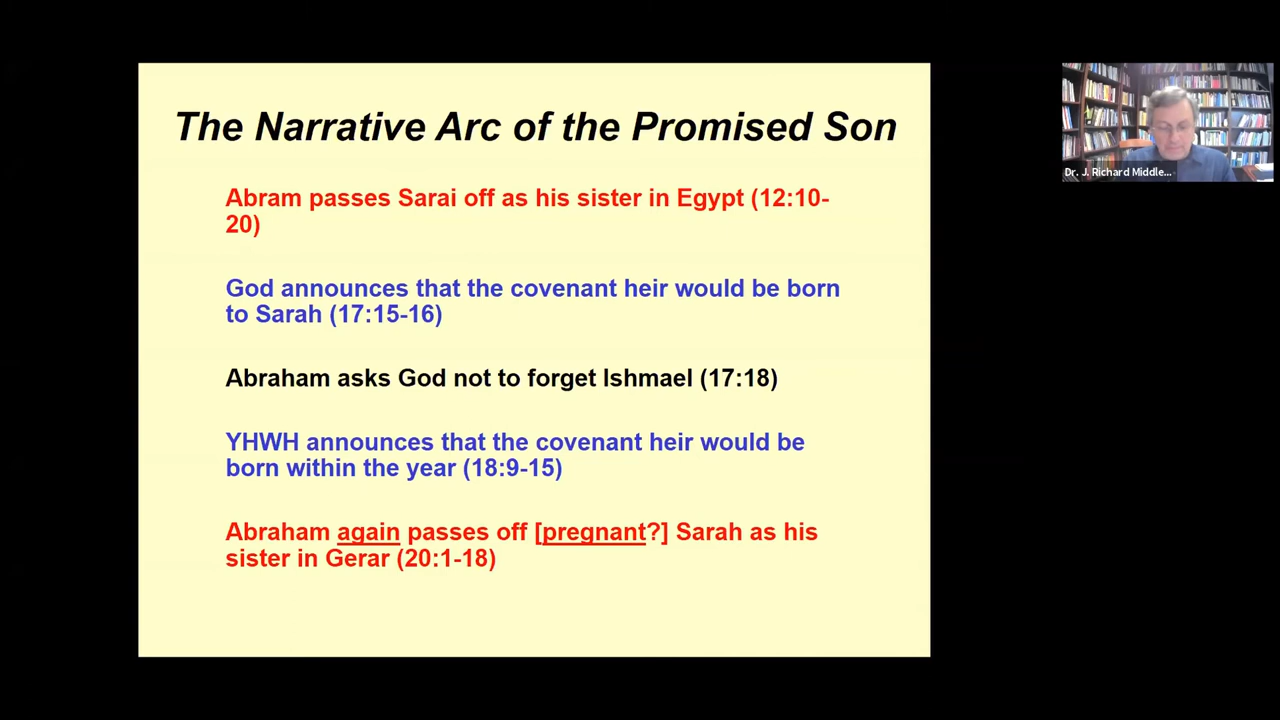 The Narrative Arc of the Promised Son
Abram passes Sarai off as his sister in Egypt (12:10-
20)
God announces that the covenant heir would be born
to Sarah (17:15-16)
Abraham asks God not to forget Ishmael (17:18)
YHWH announces that the covenant heir would be
born within the year (18:9-15)
Abraham again passes off [pregnant?] Sarah as his
sister in Gerar (20:1-18)
Dr. J. Richard Middle...